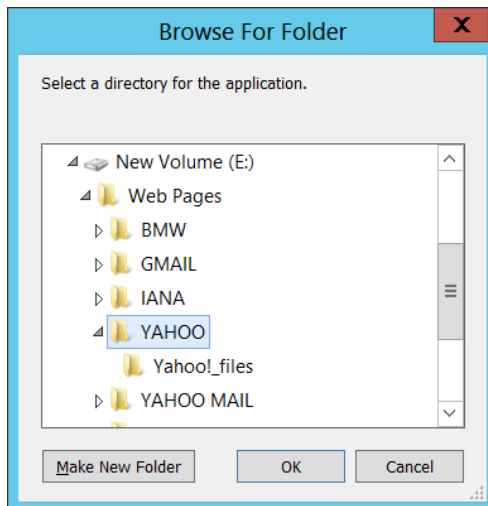 Browse For Folder
X
Select a directory for the application.
New Volume (E:)
Web Pages
BMW
GMAIL
IANA
YAHOO
Yahoo!_files
YAHOO MAIL
Make New Folder OK Cancel